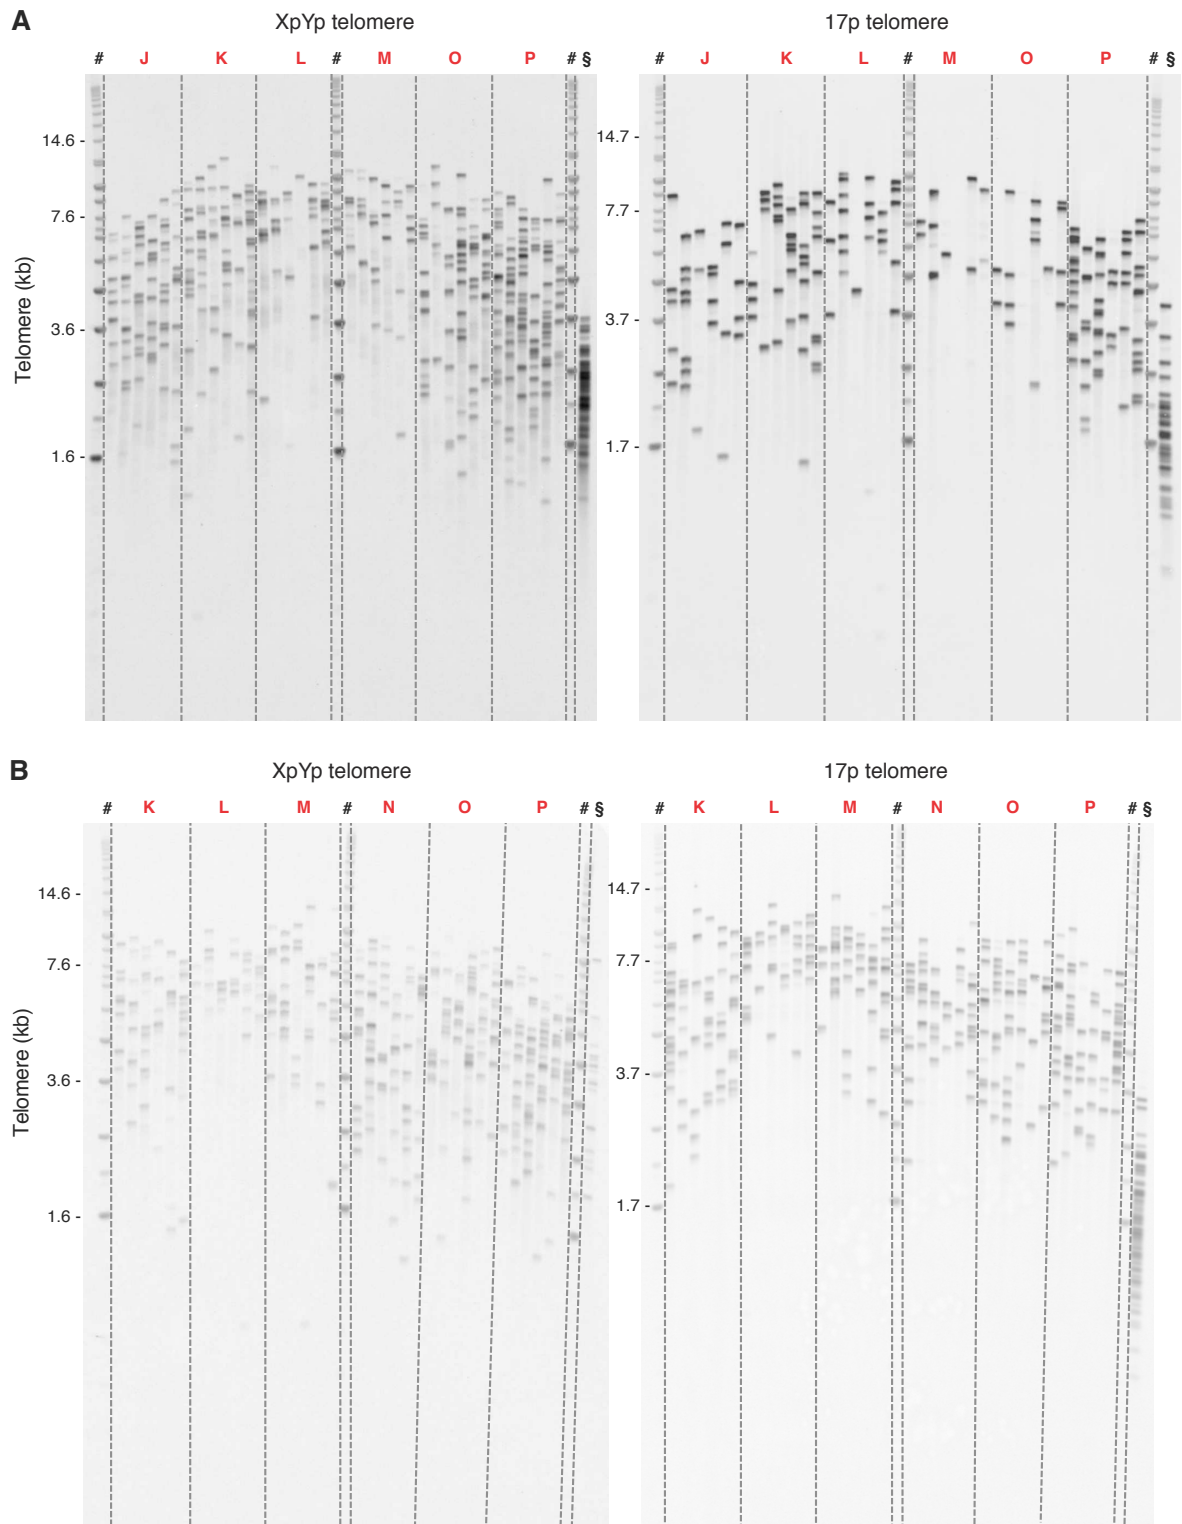 A
XpYp telomere
17p telomere
# J K L # M O P # §
# J K L # M O P # §
Telomere (kb)
14.6 -
7.6 -
3.6 -
1.6 -
14.7 -
7.7 -
3.7 -
1.7 -
B
XpYp telomere
17p telomere
# K L M # N O P # §
# K L M # N O P # §
Telomere (kb)
14.6 -
7.6 -
3.6 -
1.6 -
14.7 -
7.7 -
3.7 -
1.7 -